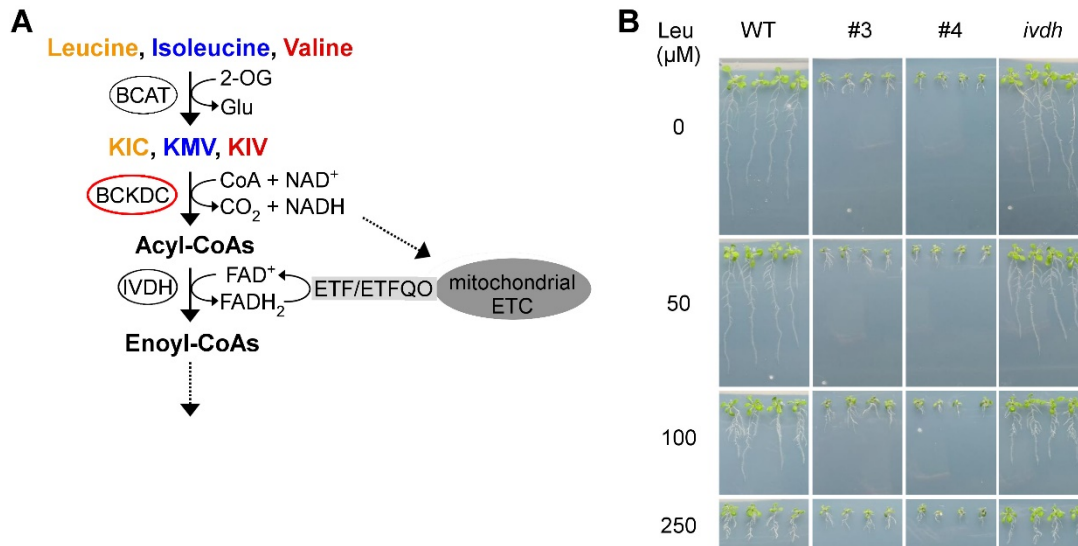 A
Leucine, Isoleucine, Valine
BCAT
2-OG
Glu
KIC, KMV, KIV
BCKDC
CoA + NAD⁺
CO₂ + NADH
Acyl-CoAs
IVDH
FAD⁺
FADH₂
ETF/ETFQO
mitochondrial
ETC
Enoyl-CoAs
B
Leu
(μM)
WT
#3
#4
ivdh
0
50
100
250